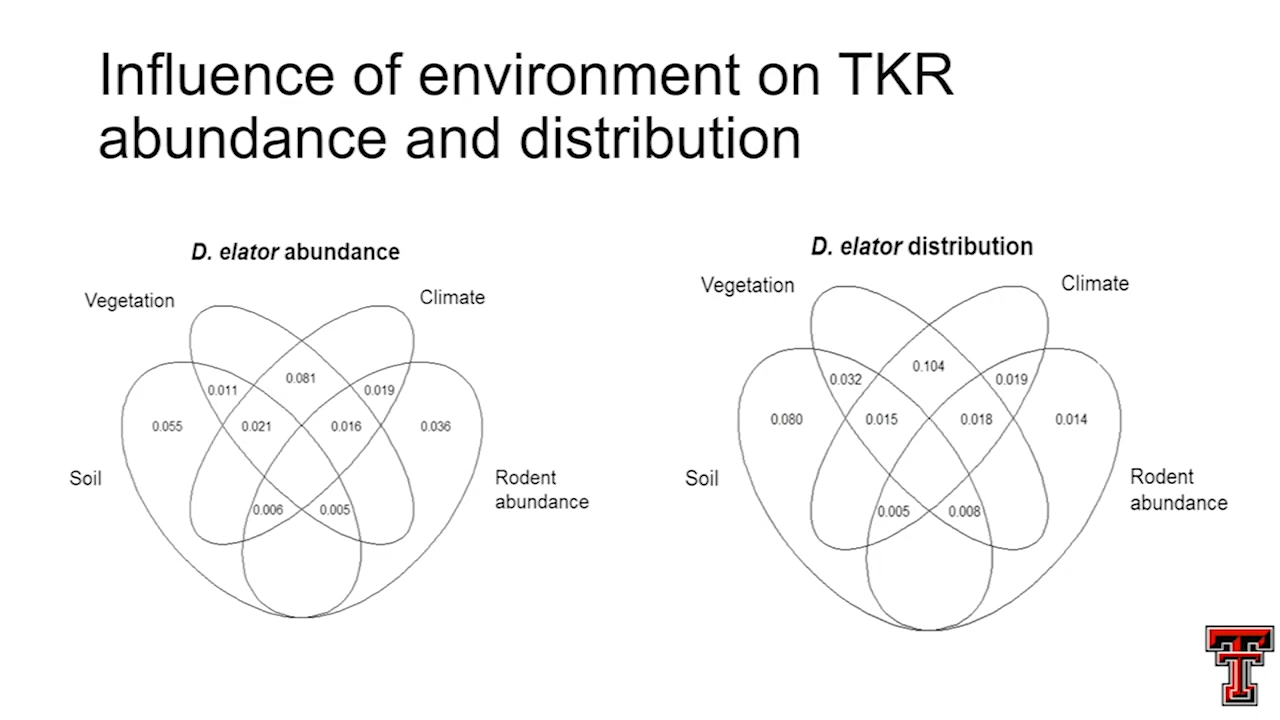 Influence of environment on TKR
abundance and distribution
D. elator abundance
Vegetation
Climate
0.011
0.081
0.019
0.055
0.021
0.016
0.036
Soil
Rodent
abundance
0.006
0.005
D. elator distribution
Vegetation
Climate
0.032
0.104
0.019
0.080
0.015
0.018
0.014
Soil
Rodent
abundance
0.005
0.008